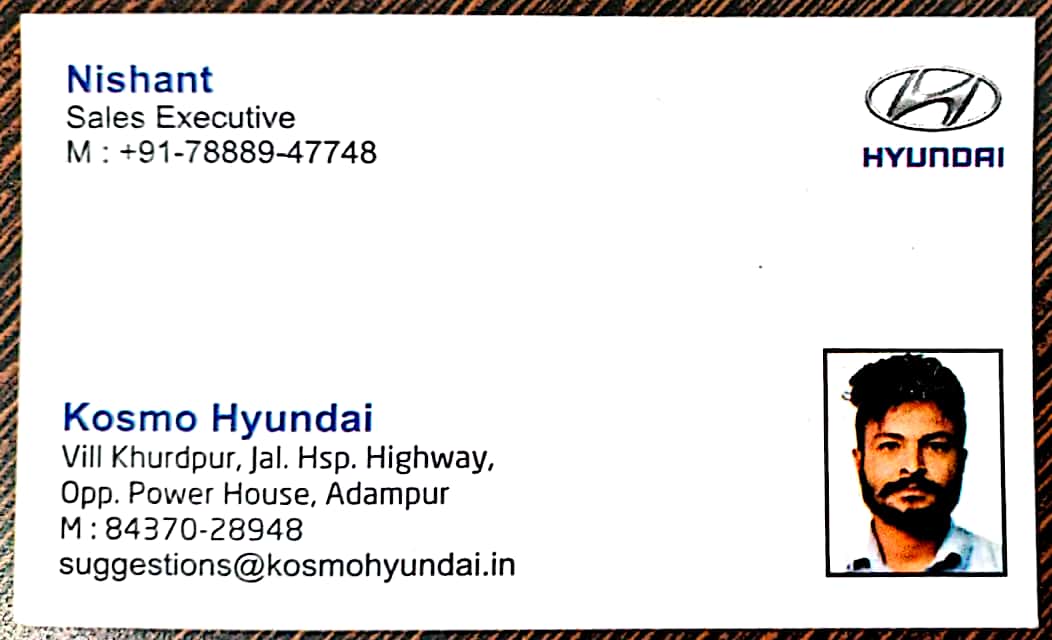 Nishant
Sales Executive
M : +91-78889-47748
HYUNDAI
Kosmo Hyundai
Vill Khurdpur, Jal. Hsp. Highway,
Opp. Power House, Adampur
M : 84370-28948
suggestions@kosmohyundai.in